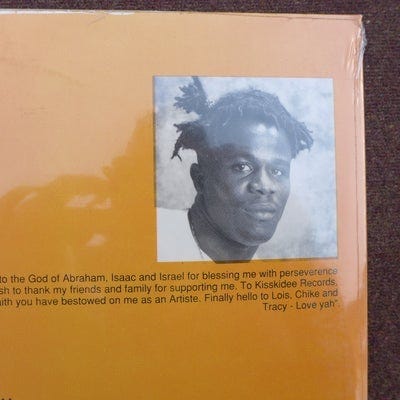 to the God of Abraham, Isaac and Israel for blessing me with perseverence
sh to thank my friends and family for supporting me. To Kisskidee Records,
aith you have bestowed on me as an Artiste. Finally hello to Lois, Chike and
Tracy - Love yah".